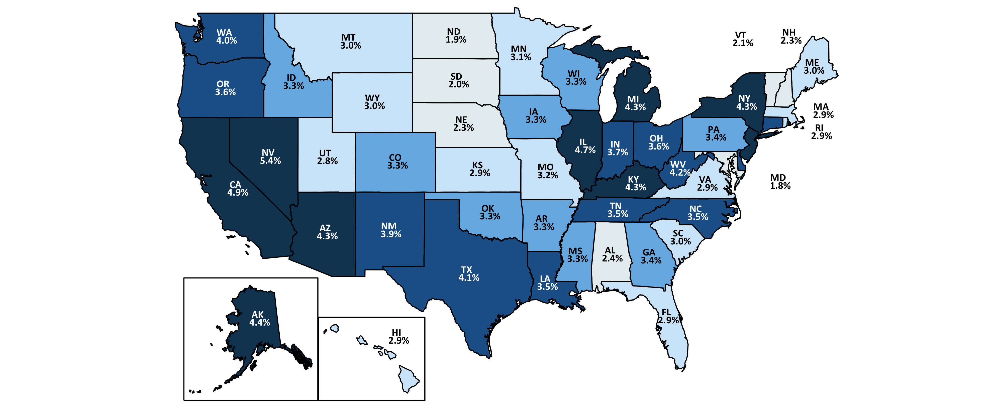 WA
4.0%
MT
3.0%
ND
1.9%
MN
3.1%
VT
2.1%
NH
2.3%
ME
3.0%
OR
3.6%
ID
3.3%
WY
3.0%
SD
2.0%
WI
3.3%
MI
4.3%
NY
4.3%
MA
2.9%
RI
2.9%
NE
2.3%
IA
3.3%
PA
3.4%
NV
5.4%
UT
2.8%
CO
3.3%
KS
2.9%
MO
3.2%
IL
4.7%
IN
3.7%
OH
3.6%
WV
4.2%
VA
2.9%
MD
1.8%
CA
4.9%
KY
4.3%
AZ
4.3%
NM
3.9%
OK
3.3%
AR
3.3%
TN
3.5%
NC
3.5%
SC
3.0%
TX
4.1%
LA
3.5%
MS
3.3%
AL
2.4%
GA
3.4%
FL
2.9%
AK
4.4%
HI
2.9%